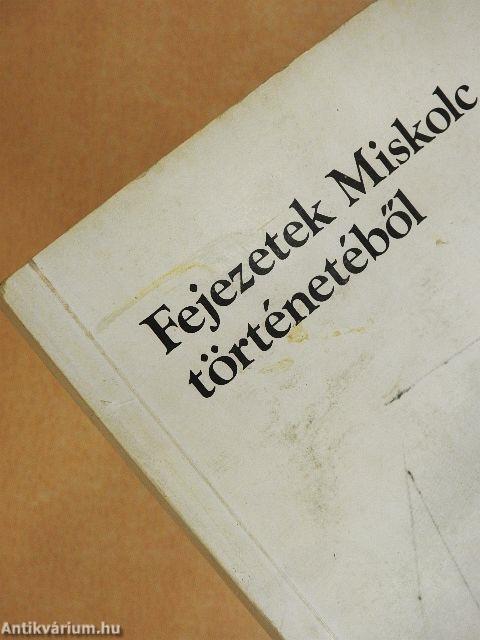 Fejezetek Miskolc
történetéből
Antikvárium.hu